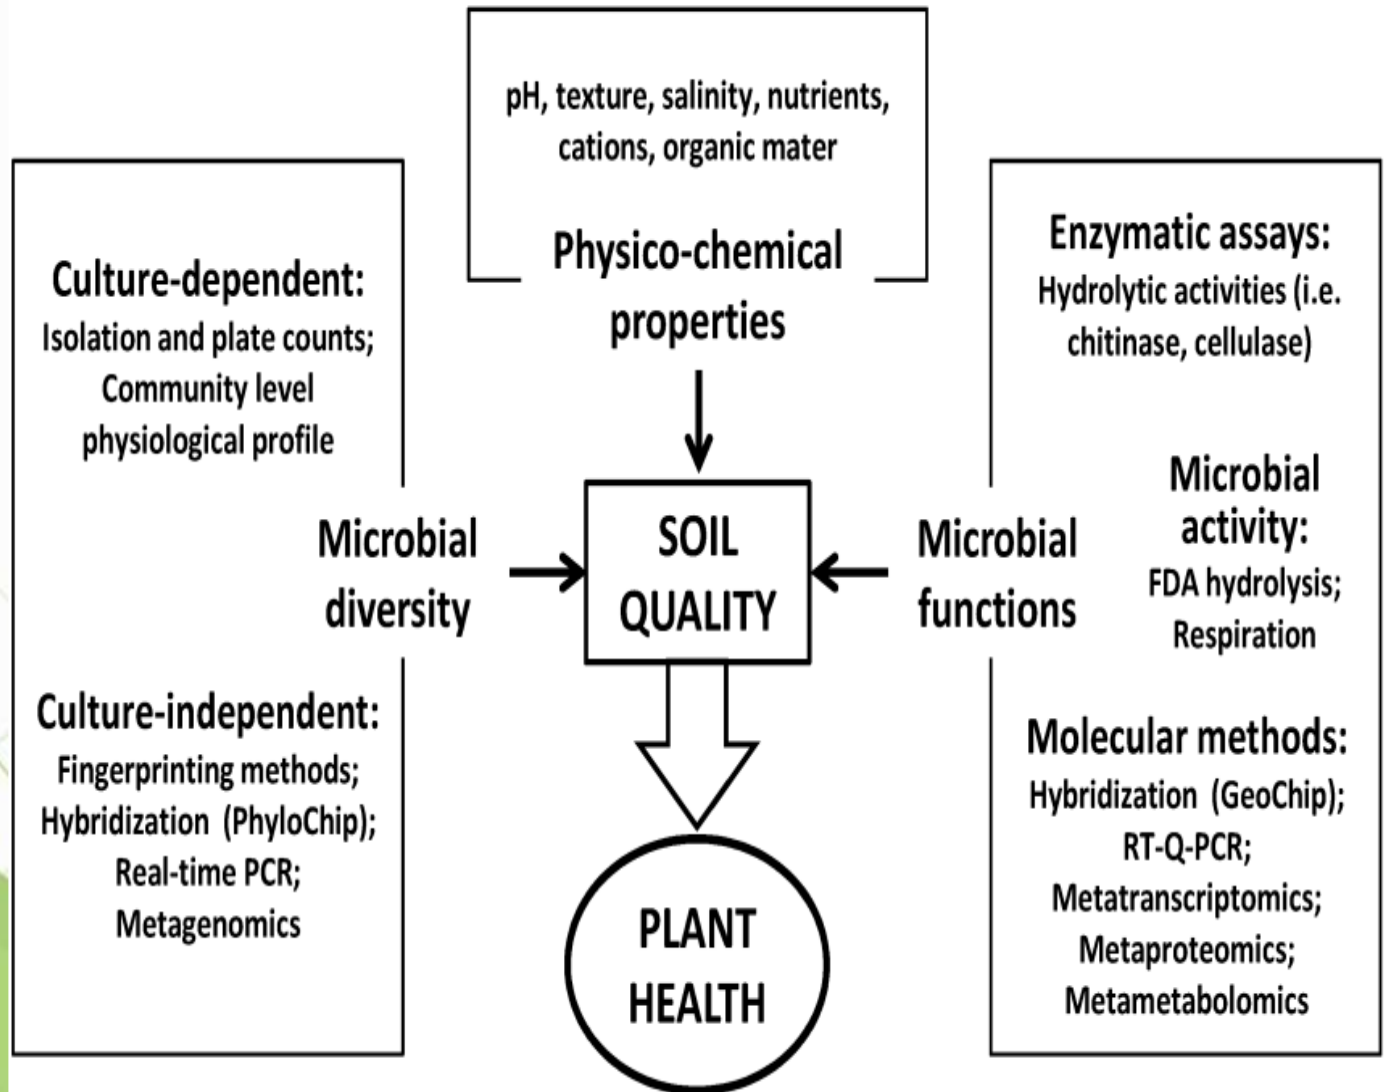 pH, texture, salinity, nutrients,
cations, organic mater
Physico-chemical
properties
Culture-dependent:
Isolation and plate counts;
Community level
physiological profile
Microbial
diversity
Culture-independent:
Fingerprinting methods;
Hybridization (PhyloChip);
Real-time PCR;
Metagenomics
SOIL
QUALITY
PLANT
HEALTH
Enzymatic assays:
Hydrolytic activities (i.e.
chitinase, cellulase)
Microbial
activity:
FDA hydrolysis;
Respiration
Microbial
functions
Molecular methods:
Hybridization (GeoChip);
RT-Q-PCR;
Metatranscriptomics;
Metaproteomics;
Metametabolomics